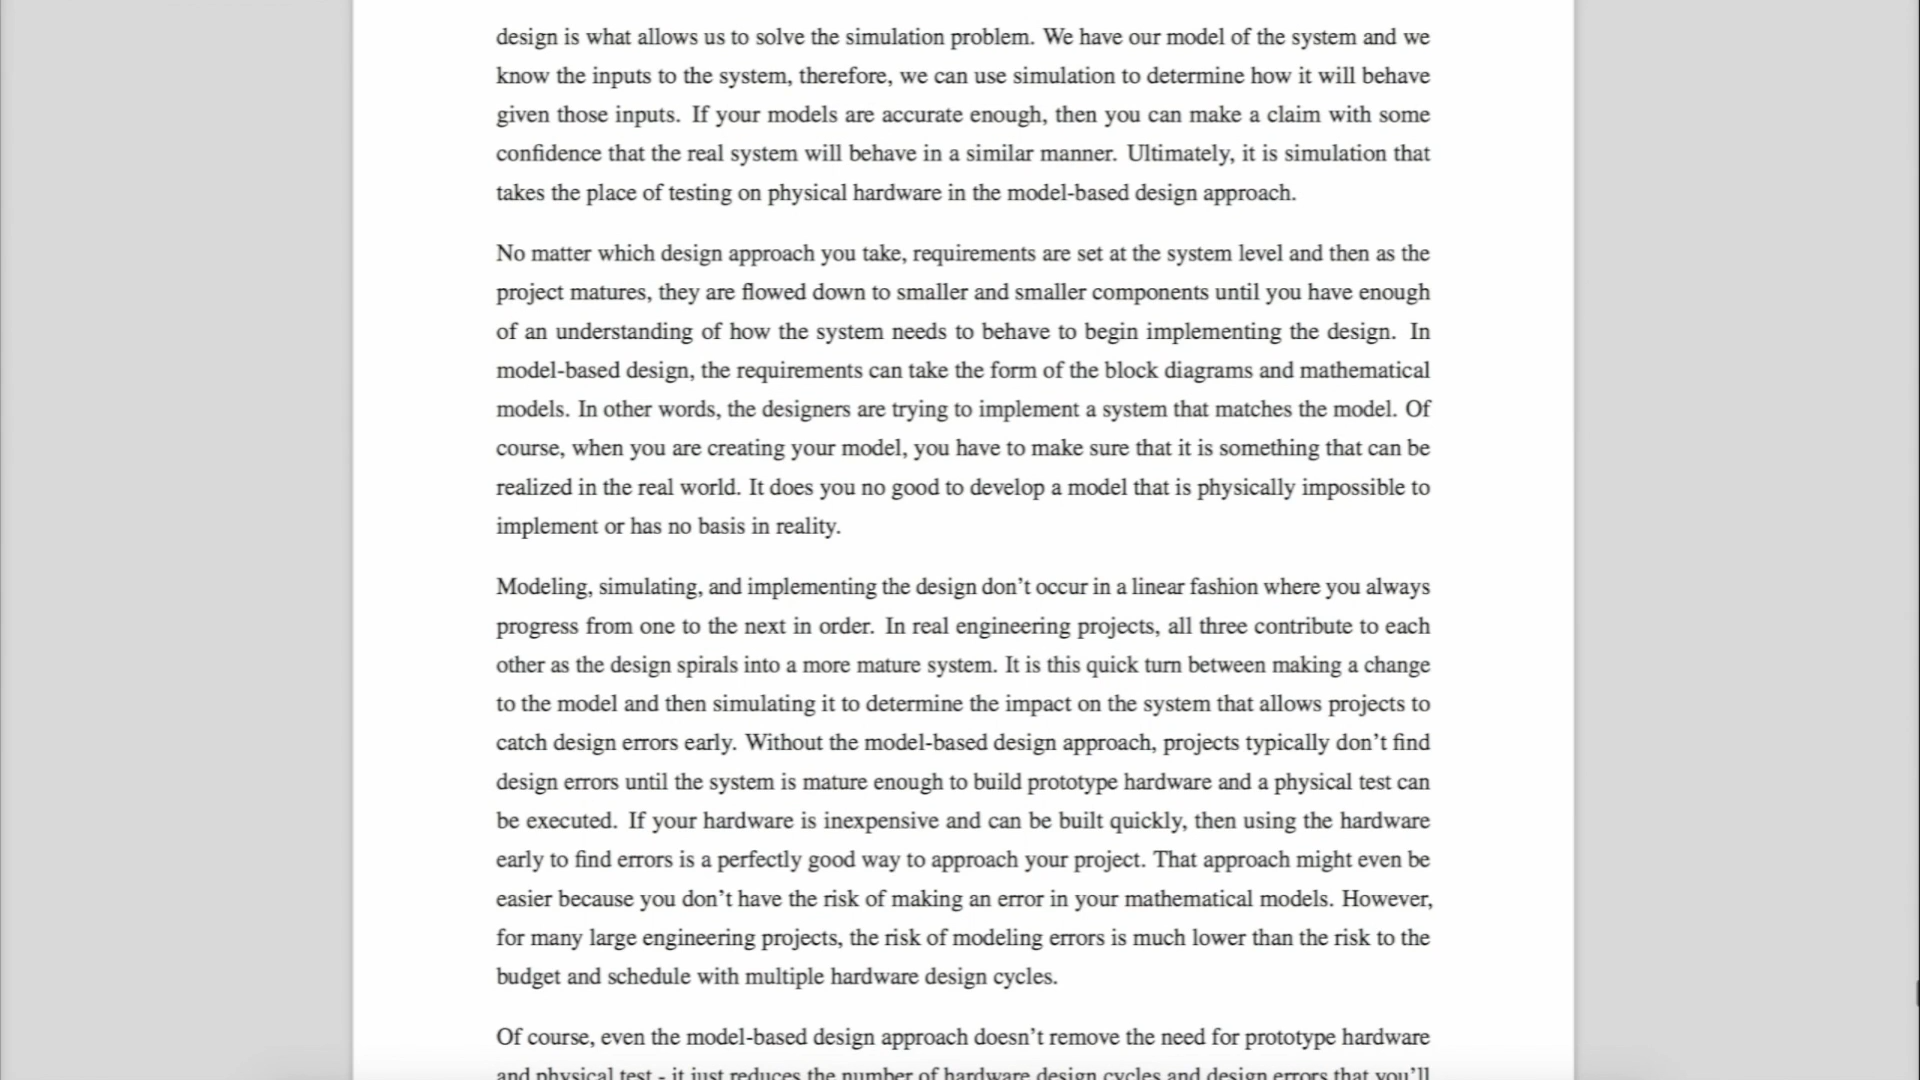 design is what allows us to solve the simulation problem. We have our model of the system and we
know the inputs to the system, therefore, we can use simulation to determine how it will behave
given those inputs. If your models are accurate enough, then you can make a claim with some
confidence that the real system will behave in a similar manner. Ultimately, it is simulation that
takes the place of testing on physical hardware in the model-based design approach.
No matter which design approach you take, requirements are set at the system level and then as the
project matures, they are flowed down to smaller and smaller components until you have enough
of an understanding of how the system needs to behave to begin implementing the design. In
model-based design, the requirements can take the form of the block diagrams and mathematical
models. In other words, the designers are trying to implement a system that matches the model. Of
course, when you are creating your model, you have to make sure that it is something that can be
realized in the real world. It does you no good to develop a model that is physically impossible to
implement or has no basis in reality.
Modeling, simulating, and implementing the design don’t occur in a linear fashion where you always
progress from one to the next in order. In real engineering projects, all three contribute to each
other as the design spirals into a more mature system. It is this quick turn between making a change
to the model and then simulating it to determine the impact on the system that allows projects to
catch design errors early. Without the model-based design approach, projects typically don’t find
design errors until the system is mature enough to build prototype hardware and a physical test can
be executed. If your hardware is inexpensive and can be built quickly, then using the hardware
early to find errors is a perfectly good way to approach your project. That approach might even be
easier because you don’t have the risk of making an error in your mathematical models. However,
for many large engineering projects, the risk of modeling errors is much lower than the risk to the
budget and schedule with multiple hardware design cycles.
Of course, even the model-based design approach doesn’t remove the need for prototype hardware
and physical test - it just reduces the number of hardware design cycles and design errors that you’ll